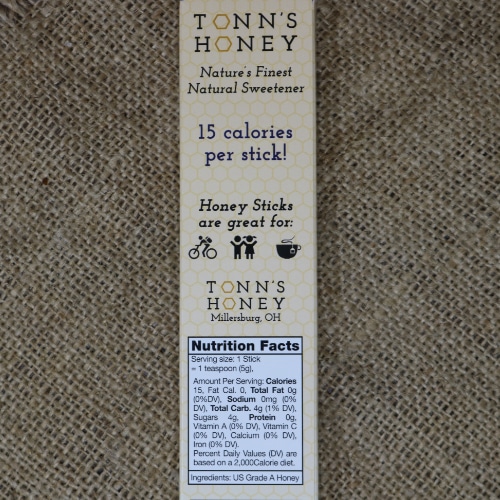 TONN'S
HONEY
Nature's Finest
Natural Sweetener
15 calories
per stick!
Honey Sticks
are great for:
TONN'S
HONEY
Millersburg, OH
Nutrition Facts
Serving size: 1 Stick
= 1 teaspoon (5g),
Amount Per Serving: Calories
15, Fat Cal. 0, Total Fat 0g
(0%DV), Sodium 0mg (0%
DV), Total Carb. 4g (1% DV),
Sugars 4g, Protein 0g,
Vitamin A (0% DV), Vitamin C
(0% DV), Calcium (0% DV),
Iron (0% DV).
Percent Daily Values (DV) are
based on a 2,000Calorie diet.
Ingredients: US Grade A Honey